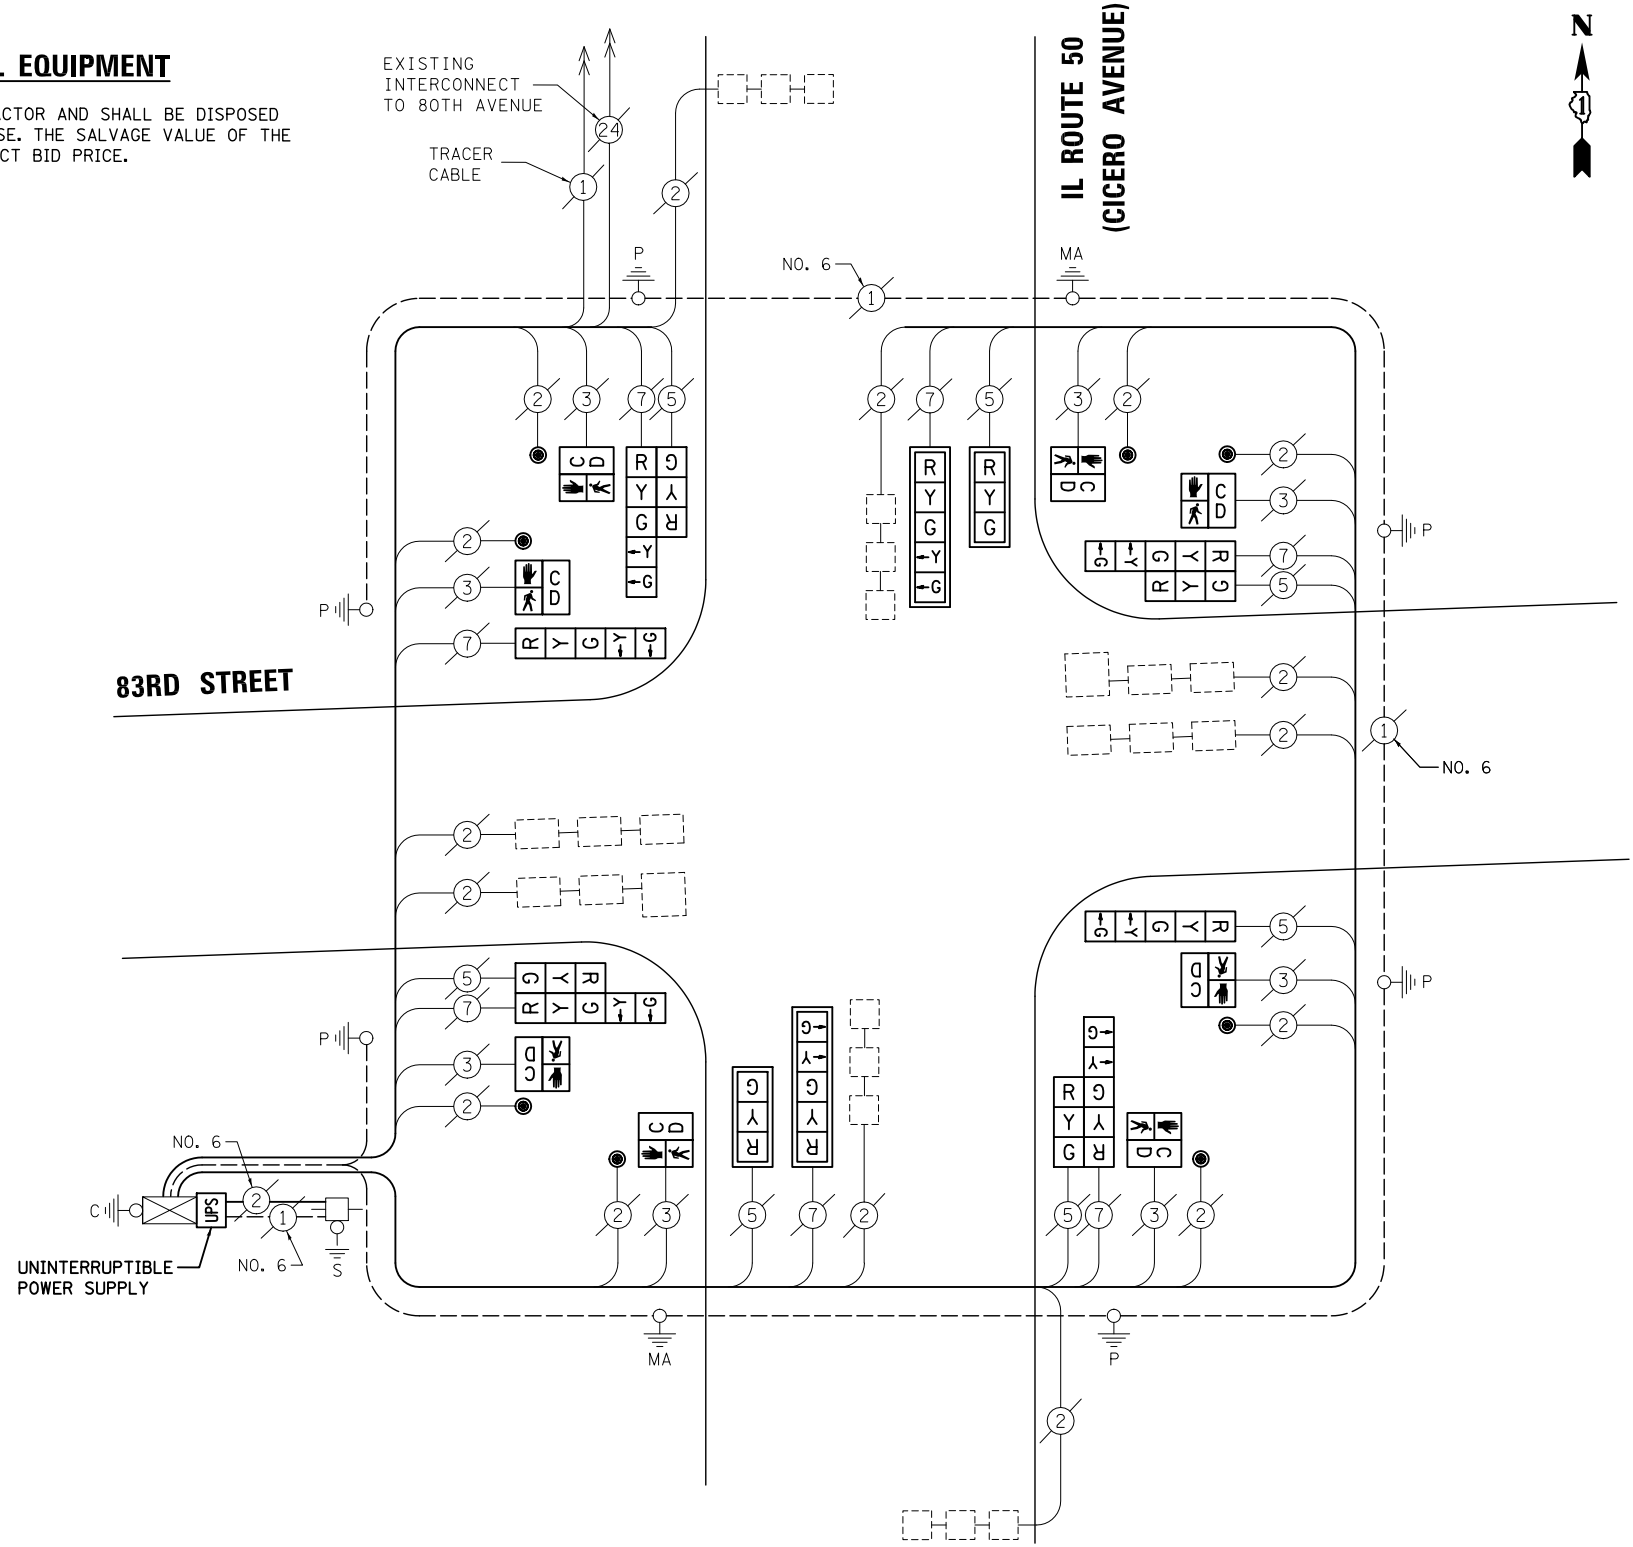 L EQUIPMENT
ACTOR AND SHALL BE DISPOSED
SE. THE SALVAGE VALUE OF THE
CT BID PRICE.
EXISTING
INTERCONNECT
TO 80TH AVENUE
24
TRACER
CABLE
1
2
IL ROUTE 50
(CICERO AVENUE)
N
1
P
NO. 6
1
MA
2
3
7
5
2
7
5
3
2
C D
R
Y
G
Y
G
G
Y
R
R
Y
G
Y
G
R
Y
G
C D
2
3
C
D
7
5
G Y G Y R
R Y G
P
2
3
C
D
7
R Y G Y G
P
83RD STREET
2
2
1
NO. 6
2
2
5
G Y R
7
R Y G Y G
3
C D
2
P
G Y G Y R
5
3
C D
2
P
C D
2
3
G
Y
R
5
G
Y
G
Y
R
7
2
R
Y
G
G
Y
G
Y
R
C D
5
7
3
2
NO. 6
C
UPS
2
1
NO. 6
S
UNINTERRUPTIBLE
POWER SUPPLY
MA
P
2